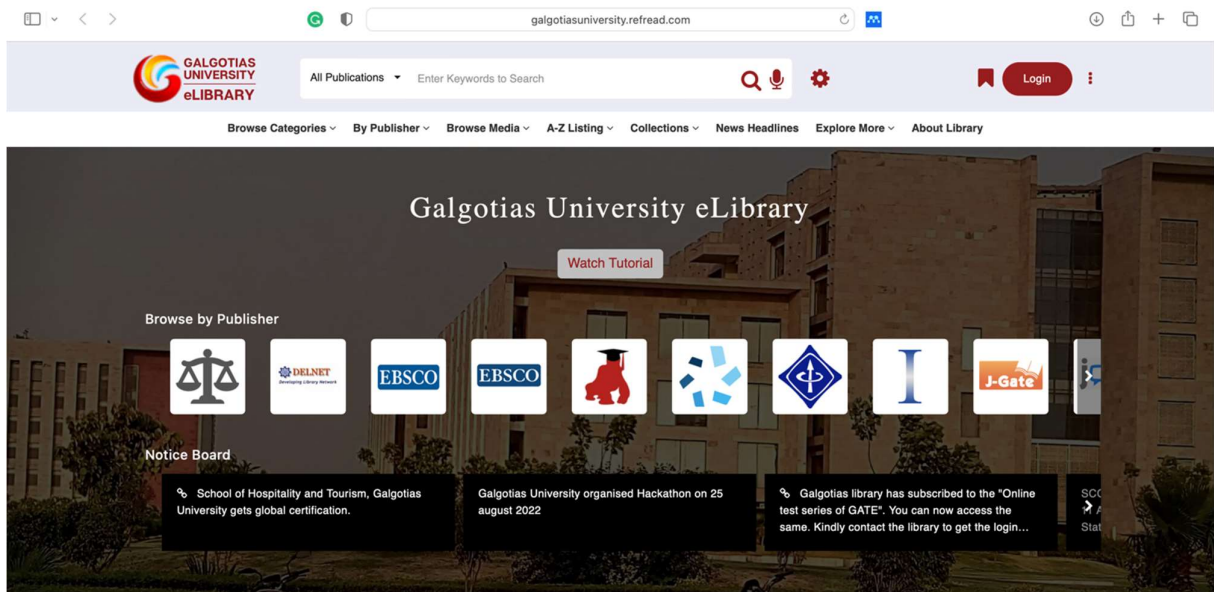 galgotiasuniversity.refread.com
GALGOTIAS
UNIVERSITY
eLIBRARY
All Publications
Enter Keywords to Search
Login
Browse Categories
By Publisher
Browse Media
A-Z Listing
Collections
News Headlines
Explore More
About Library
Galgotias University eLibrary
Watch Tutorial
Browse by Publisher
DELNET
Developing Library Network
EBSCO
EBSCO
I
J-Gate
Notice Board
School of Hospitality and Tourism, Galgotias
University gets global certification.
Galgotias University organised Hackathon on 25
august 2022
Galgotias library has subscribed to the "Online
test series of GATE". You can now access the
same. Kindly contact the library to get the login...